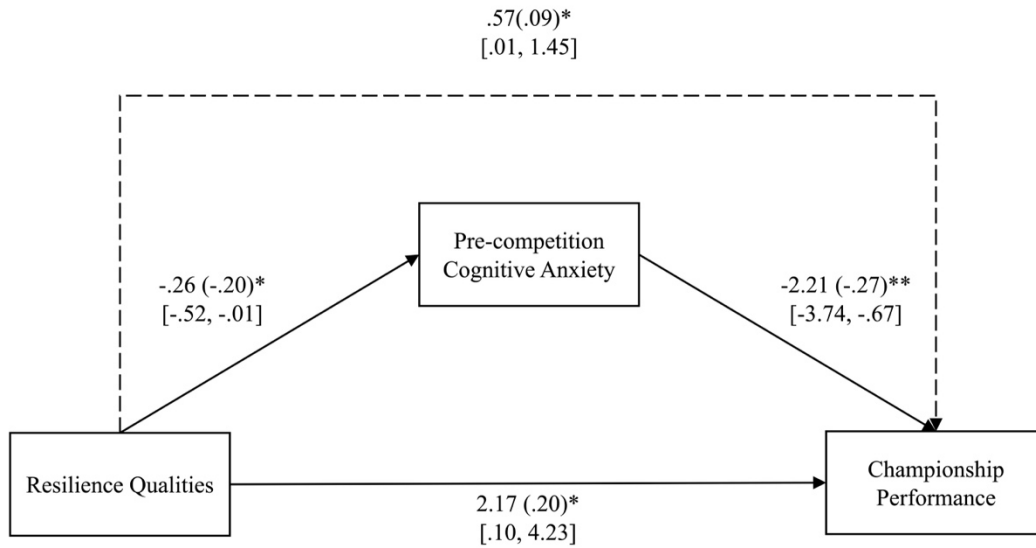 .57(.09)*
[.01, 1.45]
Pre-competition
Cognitive Anxiety
-.26 (-.20)*
[-.52, -.01]
-2.21 (-.27)**
[-3.74, -.67]
Resilience Qualities
2.17 (.20)*
[.10, 4.23]
Championship
Performance